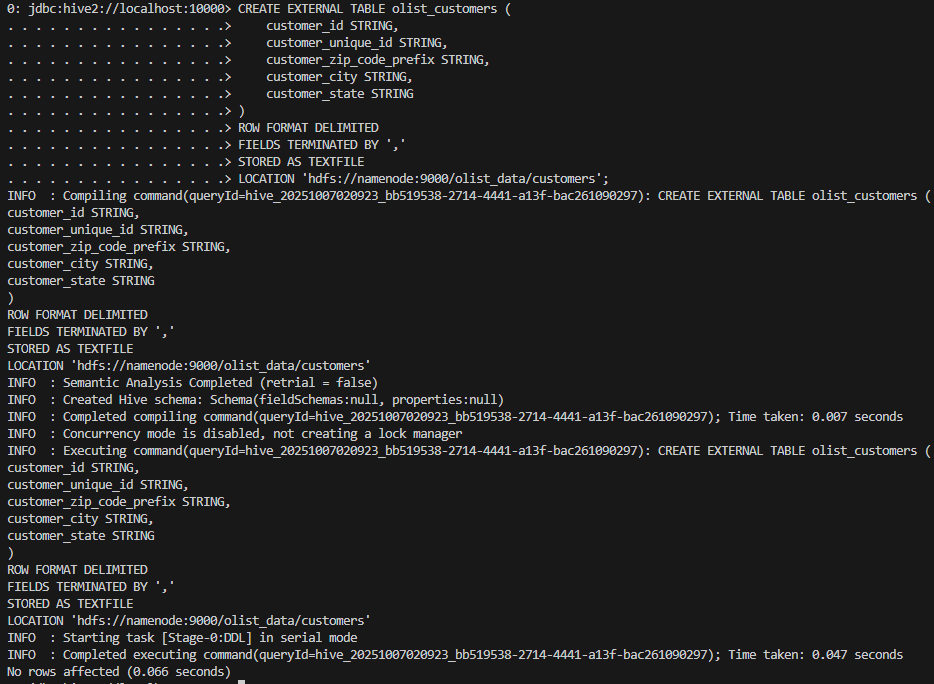 0: jdbc:hive2://localhost:10000> CREATE EXTERNAL TABLE olist_customers (
. . . . . . . . . . . . . . . .>     customer_id STRING,
. . . . . . . . . . . . . . . .>     customer_unique_id STRING,
. . . . . . . . . . . . . . . .>     customer_zip_code_prefix STRING,
. . . . . . . . . . . . . . . .>     customer_city STRING,
. . . . . . . . . . . . . . . .>     customer_state STRING
. . . . . . . . . . . . . . . .> )
. . . . . . . . . . . . . . . .> ROW FORMAT DELIMITED
. . . . . . . . . . . . . . . .> FIELDS TERMINATED BY ','
. . . . . . . . . . . . . . . .> STORED AS TEXTFILE
. . . . . . . . . . . . . . . .> LOCATION 'hdfs://namenode:9000/olist_data/customers';
INFO  : Compiling command(queryId=hive_20251007020923_bb519538-2714-4441-a13f-bac261090297): CREATE EXTERNAL TABLE olist_customers (
customer_id STRING,
customer_unique_id STRING,
customer_zip_code_prefix STRING,
customer_city STRING,
customer_state STRING
)
ROW FORMAT DELIMITED
FIELDS TERMINATED BY ','
STORED AS TEXTFILE
LOCATION 'hdfs://namenode:9000/olist_data/customers'
INFO  : Semantic Analysis Completed (retrial = false)
INFO  : Created Hive schema: Schema(fieldSchemas:null, properties:null)
INFO  : Completed compiling command(queryId=hive_20251007020923_bb519538-2714-4441-a13f-bac261090297); Time taken: 0.007 seconds
INFO  : Concurrency mode is disabled, not creating a lock manager
INFO  : Executing command(queryId=hive_20251007020923_bb519538-2714-4441-a13f-bac261090297): CREATE EXTERNAL TABLE olist_customers (
customer_id STRING,
customer_unique_id STRING,
customer_zip_code_prefix STRING,
customer_city STRING,
customer_state STRING
)
ROW FORMAT DELIMITED
FIELDS TERMINATED BY ','
STORED AS TEXTFILE
LOCATION 'hdfs://namenode:9000/olist_data/customers'
INFO  : Starting task [Stage-0:DDL] in serial mode
INFO  : Completed executing command(queryId=hive_20251007020923_bb519538-2714-4441-a13f-bac261090297); Time taken: 0.047 seconds
No rows affected (0.066 seconds)